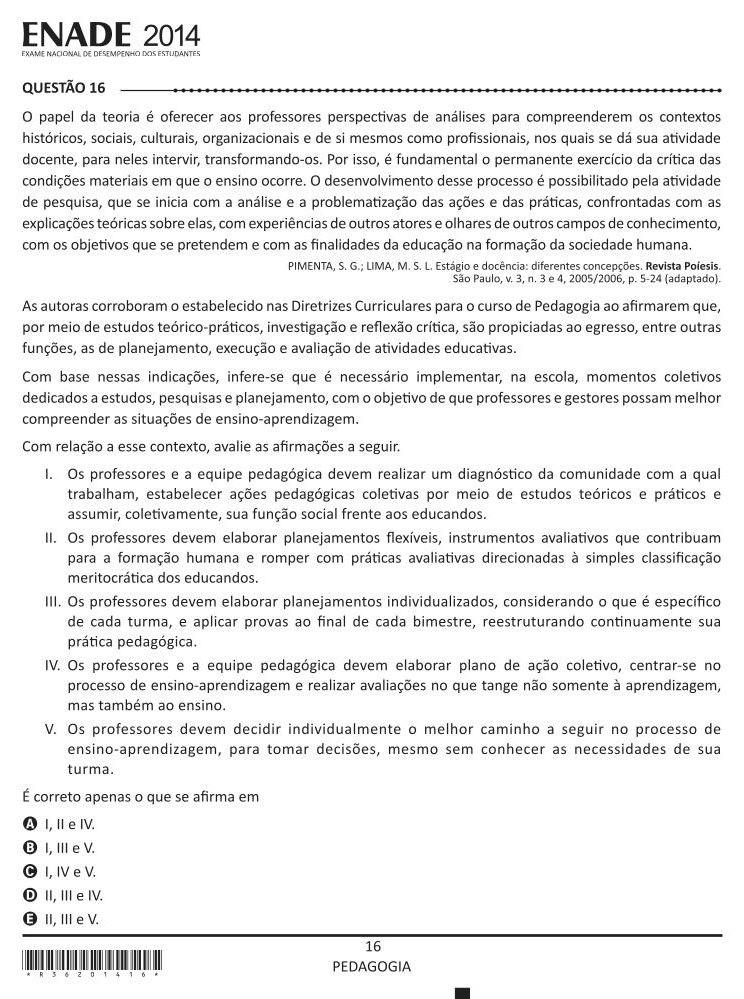 ENADE 2014
EXAME NACIONAL DE DESEMPENHO DOS ESTUDANTES
QUESTÃO 16
O papel da teoria é oferecer aos professores perspectivas de análises para compreenderem os contextos
históricos, sociais, culturais, organizacionais e de si mesmos como profissionais, nos quais se dá sua atividade
docente, para neles intervir, transformando-os. Por isso, é fundamental o permanente exercício da crítica das
condições materiais em que o ensino ocorre. O desenvolvimento desse processo é possibilitado pela atividade
de pesquisa, que se inicia com a análise e a problematização das ações e das práticas, confrontadas com as
explicações teóricas sobre elas, com experiências de outros atores e olhares de outros campos de conhecimento,
com os objetivos que se pretendem e com as finalidades da educação na formação da sociedade humana.
PIMENTA, S. G.; LIMA, M. S. L. Estágio e docência: diferentes concepções. Revista Poíesis.
São Paulo, v. 3, n. 3 e 4, 2005/2006, p. 5-24 (adaptado).
As autoras corroboram o estabelecido nas Diretrizes Curriculares para o curso de Pedagogia ao afirmarem que,
por meio de estudos teórico-práticos, investigação e reflexão crítica, são propiciadas ao egresso, entre outras
funções, as de planejamento, execução e avaliação de atividades educativas.
Com base nessas indicações, infere-se que é necessário implementar, na escola, momentos coletivos
dedicados a estudos, pesquisas e planejamento, com o objetivo de que professores e gestores possam melhor
compreender as situações de ensino-aprendizagem.
Com relação a esse contexto, avalie as afirmações a seguir.
I. Os professores e a equipe pedagógica devem realizar um diagnóstico da comunidade com a qual
trabalham, estabelecer ações pedagógicas coletivas por meio de estudos teóricos e práticos e
assumir, coletivamente, sua função social frente aos educandos.
II. Os professores devem elaborar planejamentos flexíveis, instrumentos avaliativos que contribuam
para a formação humana e romper com práticas avaliativas direcionadas à simples classificação
meritocrática dos educandos.
III. Os professores devem elaborar planejamentos individualizados, considerando o que é específico
de cada turma, e aplicar provas ao final de cada bimestre, reestruturando continuamente sua
prática pedagógica.
IV. Os professores e a equipe pedagógica devem elaborar plano de ação coletivo, centrar-se no
processo de ensino-aprendizagem e realizar avaliações no que tange não somente à aprendizagem,
mas também ao ensino.
V. Os professores devem decidir individualmente o melhor caminho a seguir no processo de
ensino-aprendizagem, para tomar decisões, mesmo sem conhecer as necessidades de sua
turma.
É correto apenas o que se afirma em
A I, II e IV.
B I, III e V.
C I, IV e V.
D II, III e IV.
E II, III e V.
16
PEDAGOGIA
*R3620141 6*